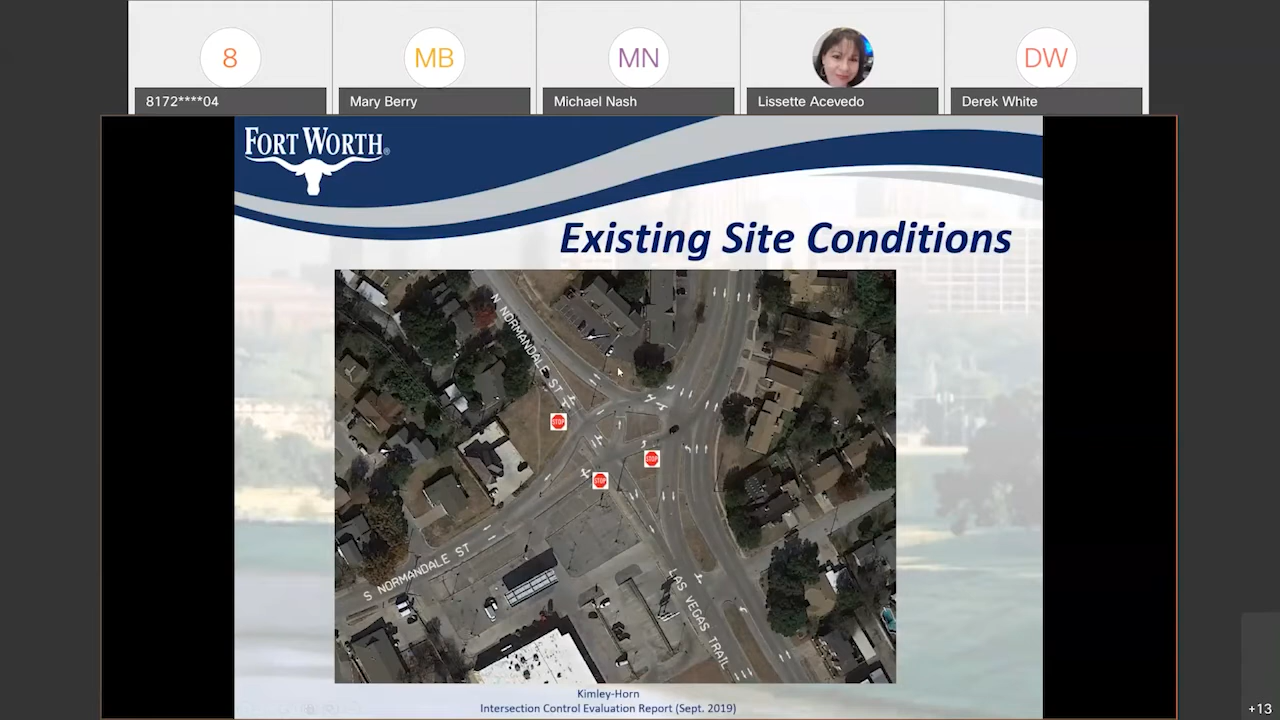 8
MB
MN
DW
8172****04
Mary Berry
Michael Nash
Lissette Acevedo
Derek White
FORT WORTH®
Existing Site Conditions
N NORMANDALE ST
STOP
STOP
STOP
S NORMANDALE ST
LAS VEGAS TRAIL
Kimley-Horn
Intersection Control Evaluation Report (Sept. 2019)
+13